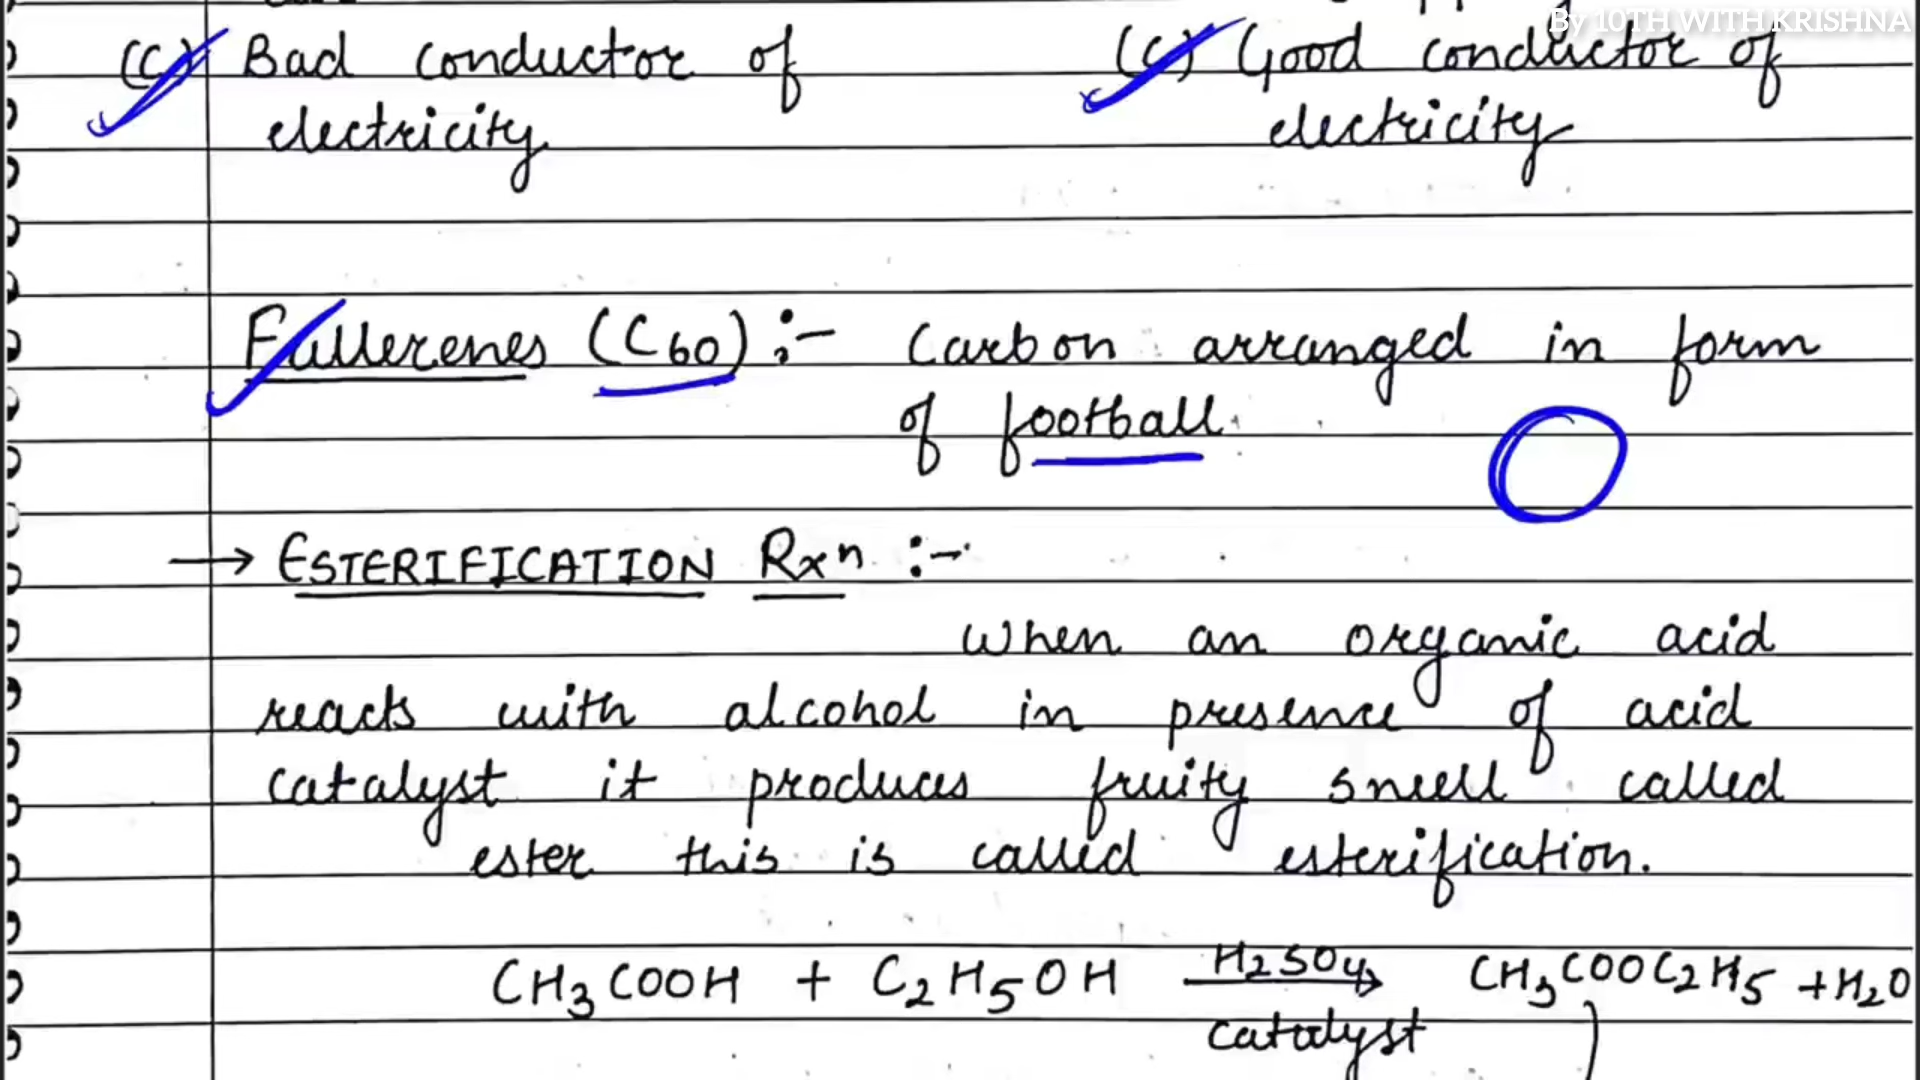 By 10TH WITH KRISHNA
(C) Bad conductor of
electricity
(C) Good conductor of
electricity
Fullerenes (C60) :- Carbon arranged in form
of football.
→ ESTERIFICATION Rxn :-
When an organic acid
reacts with alcohol in presence of acid
catalyst it produces fruity smell called
ester this is called esterification.
CH3COOH + C2H5OH H2SO4 → CH3COOC2H5 + H2O
catalyst